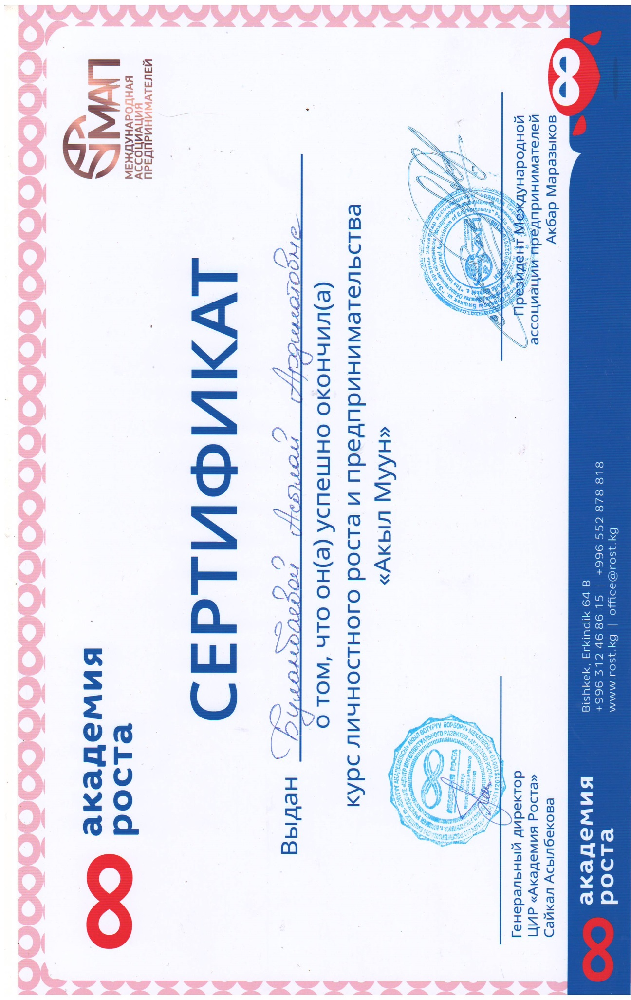 академия
роста
МАП
МЕЖДУНАРОДНАЯ
АССОЦИАЦИЯ
ПРЕДПРИНИМАТЕЛЕЙ
СЕРТИФИКАТ
Выдан Буланбаевой Асылай
о том, что он(а) успешно окончил(а)
курс личностного роста и предпринимательства
«Акыл Муун»
АКАДЕМИЯ РОСТА
Генеральный директор
ЦИР «Академия Роста»
Сайкал Асылбекова
Президент Международной
ассоциации предпринимателей
Акбар Маразыков
академия
роста
Bishkek, Erkindik 64 B
+996 312 46 86 15 | +996 552 878 818
www.rost.kg | office@rost.kg